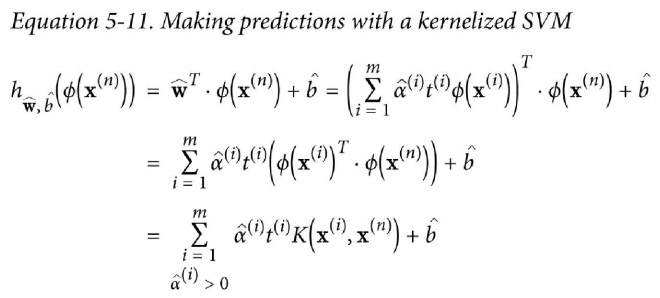 Equation 5-11. Making predictions with a kernelized SVM
h_{ŵ, b̂}(ϕ(x^{(n)})) = ŵ^T · ϕ(x^{(n)}) + b̂ = (∑_{i = 1}^{m} α̂^{(i)} t^{(i)} ϕ(x^{(i)}))^T · ϕ(x^{(n)}) + b̂
= ∑_{i = 1}^{m} α̂^{(i)} t^{(i)} (ϕ(x^{(i)})^T · ϕ(x^{(n)})) + b̂
= ∑_{i = 1, α̂^{(i)} > 0}^{m} α̂^{(i)} t^{(i)} K(x^{(i)}, x^{(n)}) + b̂